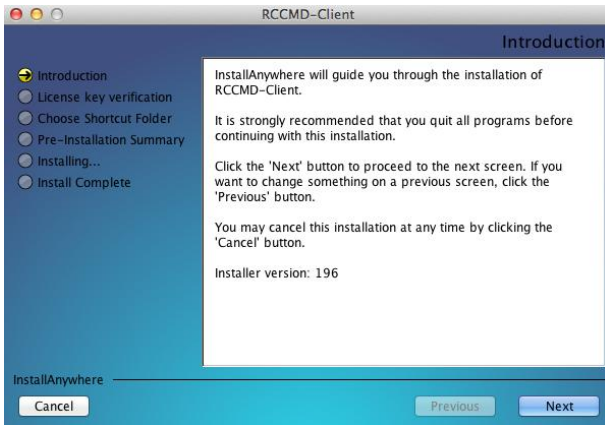 RCCMD-Client
Introduction
Introduction
License key verification
Choose Shortcut Folder
Pre-Installation Summary
Installing...
Install Complete
InstallAnywhere will guide you through the installation of
RCCMD-Client.
It is strongly recommended that you quit all programs before
continuing with this installation.
Click the 'Next' button to proceed to the next screen. If you
want to change something on a previous screen, click the
'Previous' button.
You may cancel this installation at any time by clicking the
'Cancel' button.
Installer version: 196
InstallAnywhere
Cancel
Previous
Next